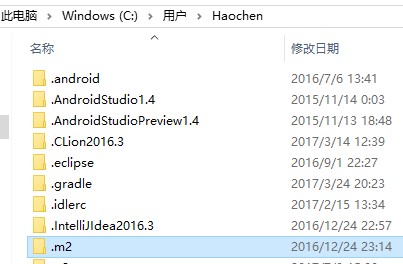 此电脑 > Windows (C:) > 用户 > Haochen
名称 修改日期
.android 2016/7/6 13:41
.AndroidStudio1.4 2015/11/14 0:03
.AndroidStudioPreview1.4 2015/11/13 18:48
.CLion2016.3 2017/3/14 12:39
.eclipse 2016/9/1 22:27
.gradle 2017/3/24 20:23
.idlerc 2017/2/15 13:34
.IntelliJIdea2016.3 2016/12/24 22:57
.m2 2016/12/24 23:14